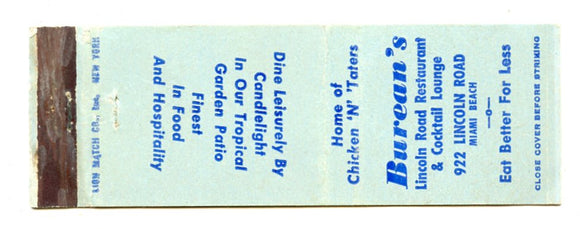 Burean's
Lincoln Road Restaurant
& Cocktail Lounge
922 LINCOLN ROAD
MIAMI BEACH
—o—
Eat Better For Less
CLOSE COVER BEFORE STRIKING
Home of
Chicken 'N' Taters
Dine Leisurely By
Candlelight
In Our Tropical
Garden Patio
Finest
In Food
And Hospitality
LION MATCH CO., Inc. NEW YORK